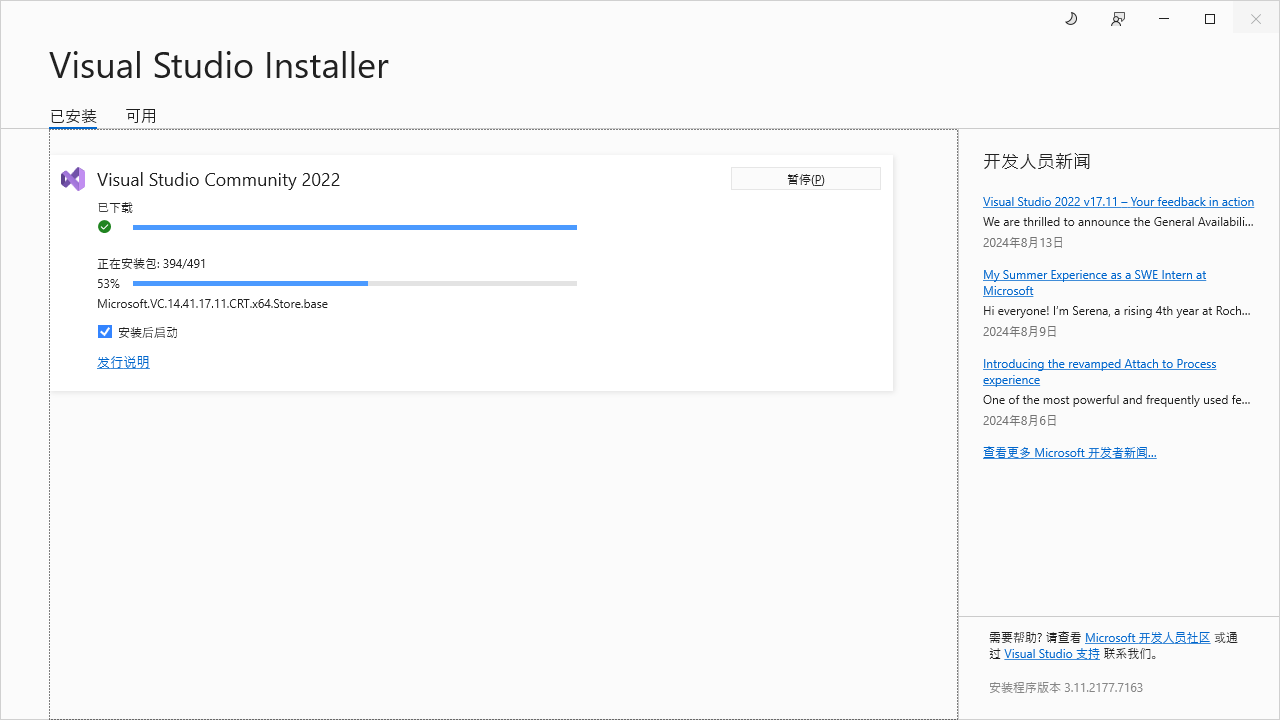 Visual Studio Installer
已安装
可用
Visual Studio Community 2022
暂停(P)
已下载
正在安装包: 394/491
53%
Microsoft.VC.14.41.17.11.CRT.x64.Store.base
安装后启动
发行说明
开发人员新闻
Visual Studio 2022 v17.11 – Your feedback in action
We are thrilled to announce the General Availabili...
2024年8月13日
My Summer Experience as a SWE Intern at
Microsoft
Hi everyone! I'm Serena, a rising 4th year at Roch...
2024年8月9日
Introducing the revamped Attach to Process
experience
One of the most powerful and frequently used fe...
2024年8月6日
查看更多 Microsoft 开发者新闻...
需要帮助? 请查看 Microsoft 开发人员社区 或通
过 Visual Studio 支持 联系我们。
安装程序版本 3.11.2177.7163